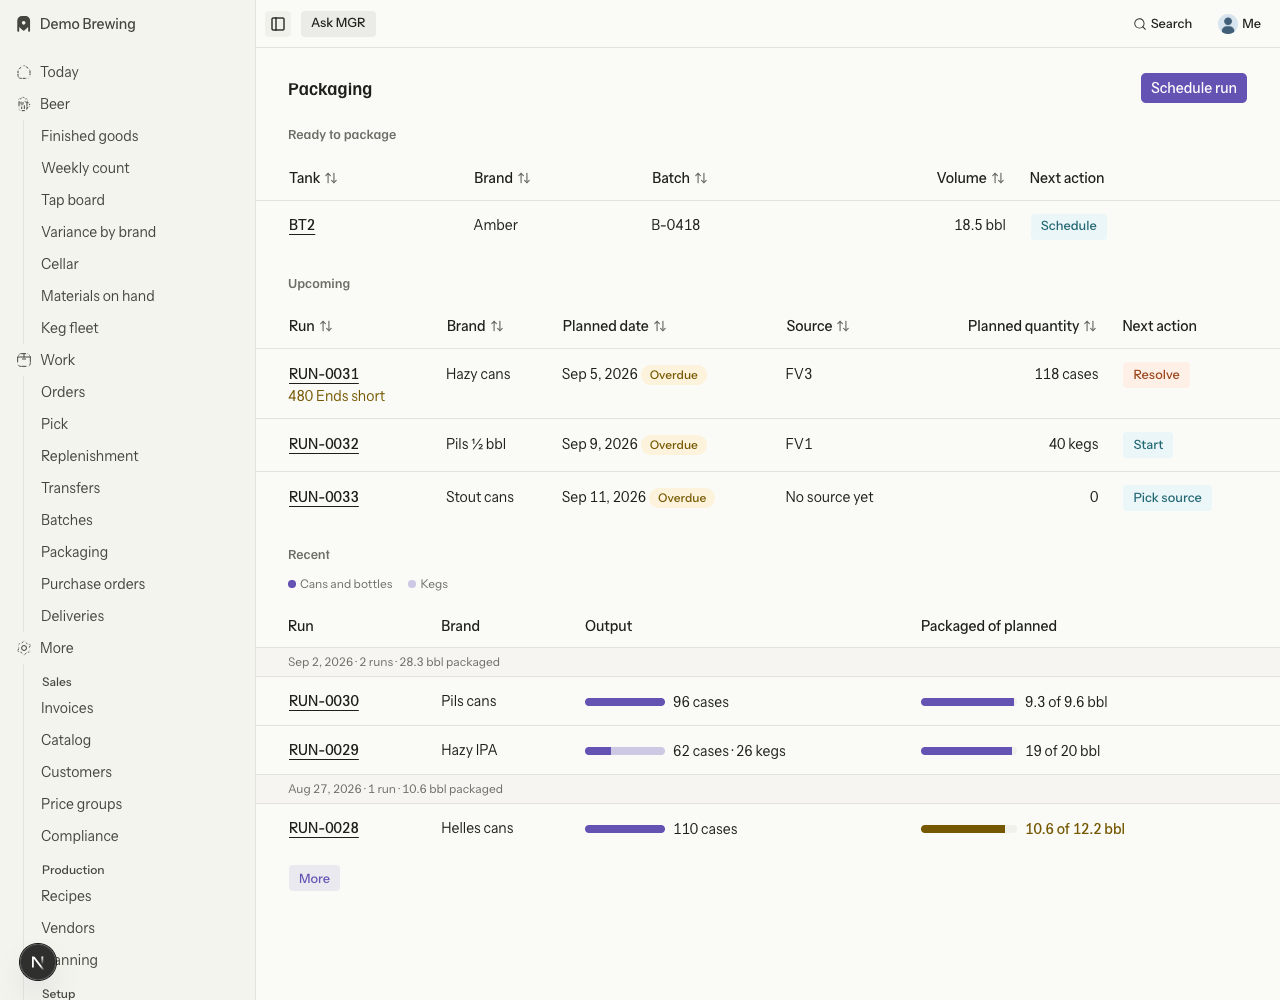 Demo Brewing
Ask MGR
Search
Me
Today
Beer
Finished goods
Weekly count
Tap board
Variance by brand
Cellar
Materials on hand
Keg fleet
Work
Orders
Pick
Replenishment
Transfers
Batches
Packaging
Purchase orders
Deliveries
More
Sales
Invoices
Catalog
Customers
Price groups
Compliance
Production
Recipes
Vendors
anning
Setup
N
Packaging
Schedule run
Ready to package
Tank Brand Batch Volume Next action
BT2 Amber B-0418 18.5 bbl Schedule
Upcoming
Run Brand Planned date Source Planned quantity Next action
RUN-0031 Hazy cans Sep 5, 2026 Overdue FV3 118 cases Resolve
480 Ends short
RUN-0032 Pils ½ bbl Sep 9, 2026 Overdue FV1 40 kegs Start
RUN-0033 Stout cans Sep 11, 2026 Overdue No source yet 0 Pick source
Recent
Cans and bottles Kegs
Run Brand Output Packaged of planned
Sep 2, 2026 · 2 runs · 28.3 bbl packaged
RUN-0030 Pils cans 96 cases 9.3 of 9.6 bbl
RUN-0029 Hazy IPA 62 cases · 26 kegs 19 of 20 bbl
Aug 27, 2026 · 1 run · 10.6 bbl packaged
RUN-0028 Helles cans 110 cases 10.6 of 12.2 bbl
More